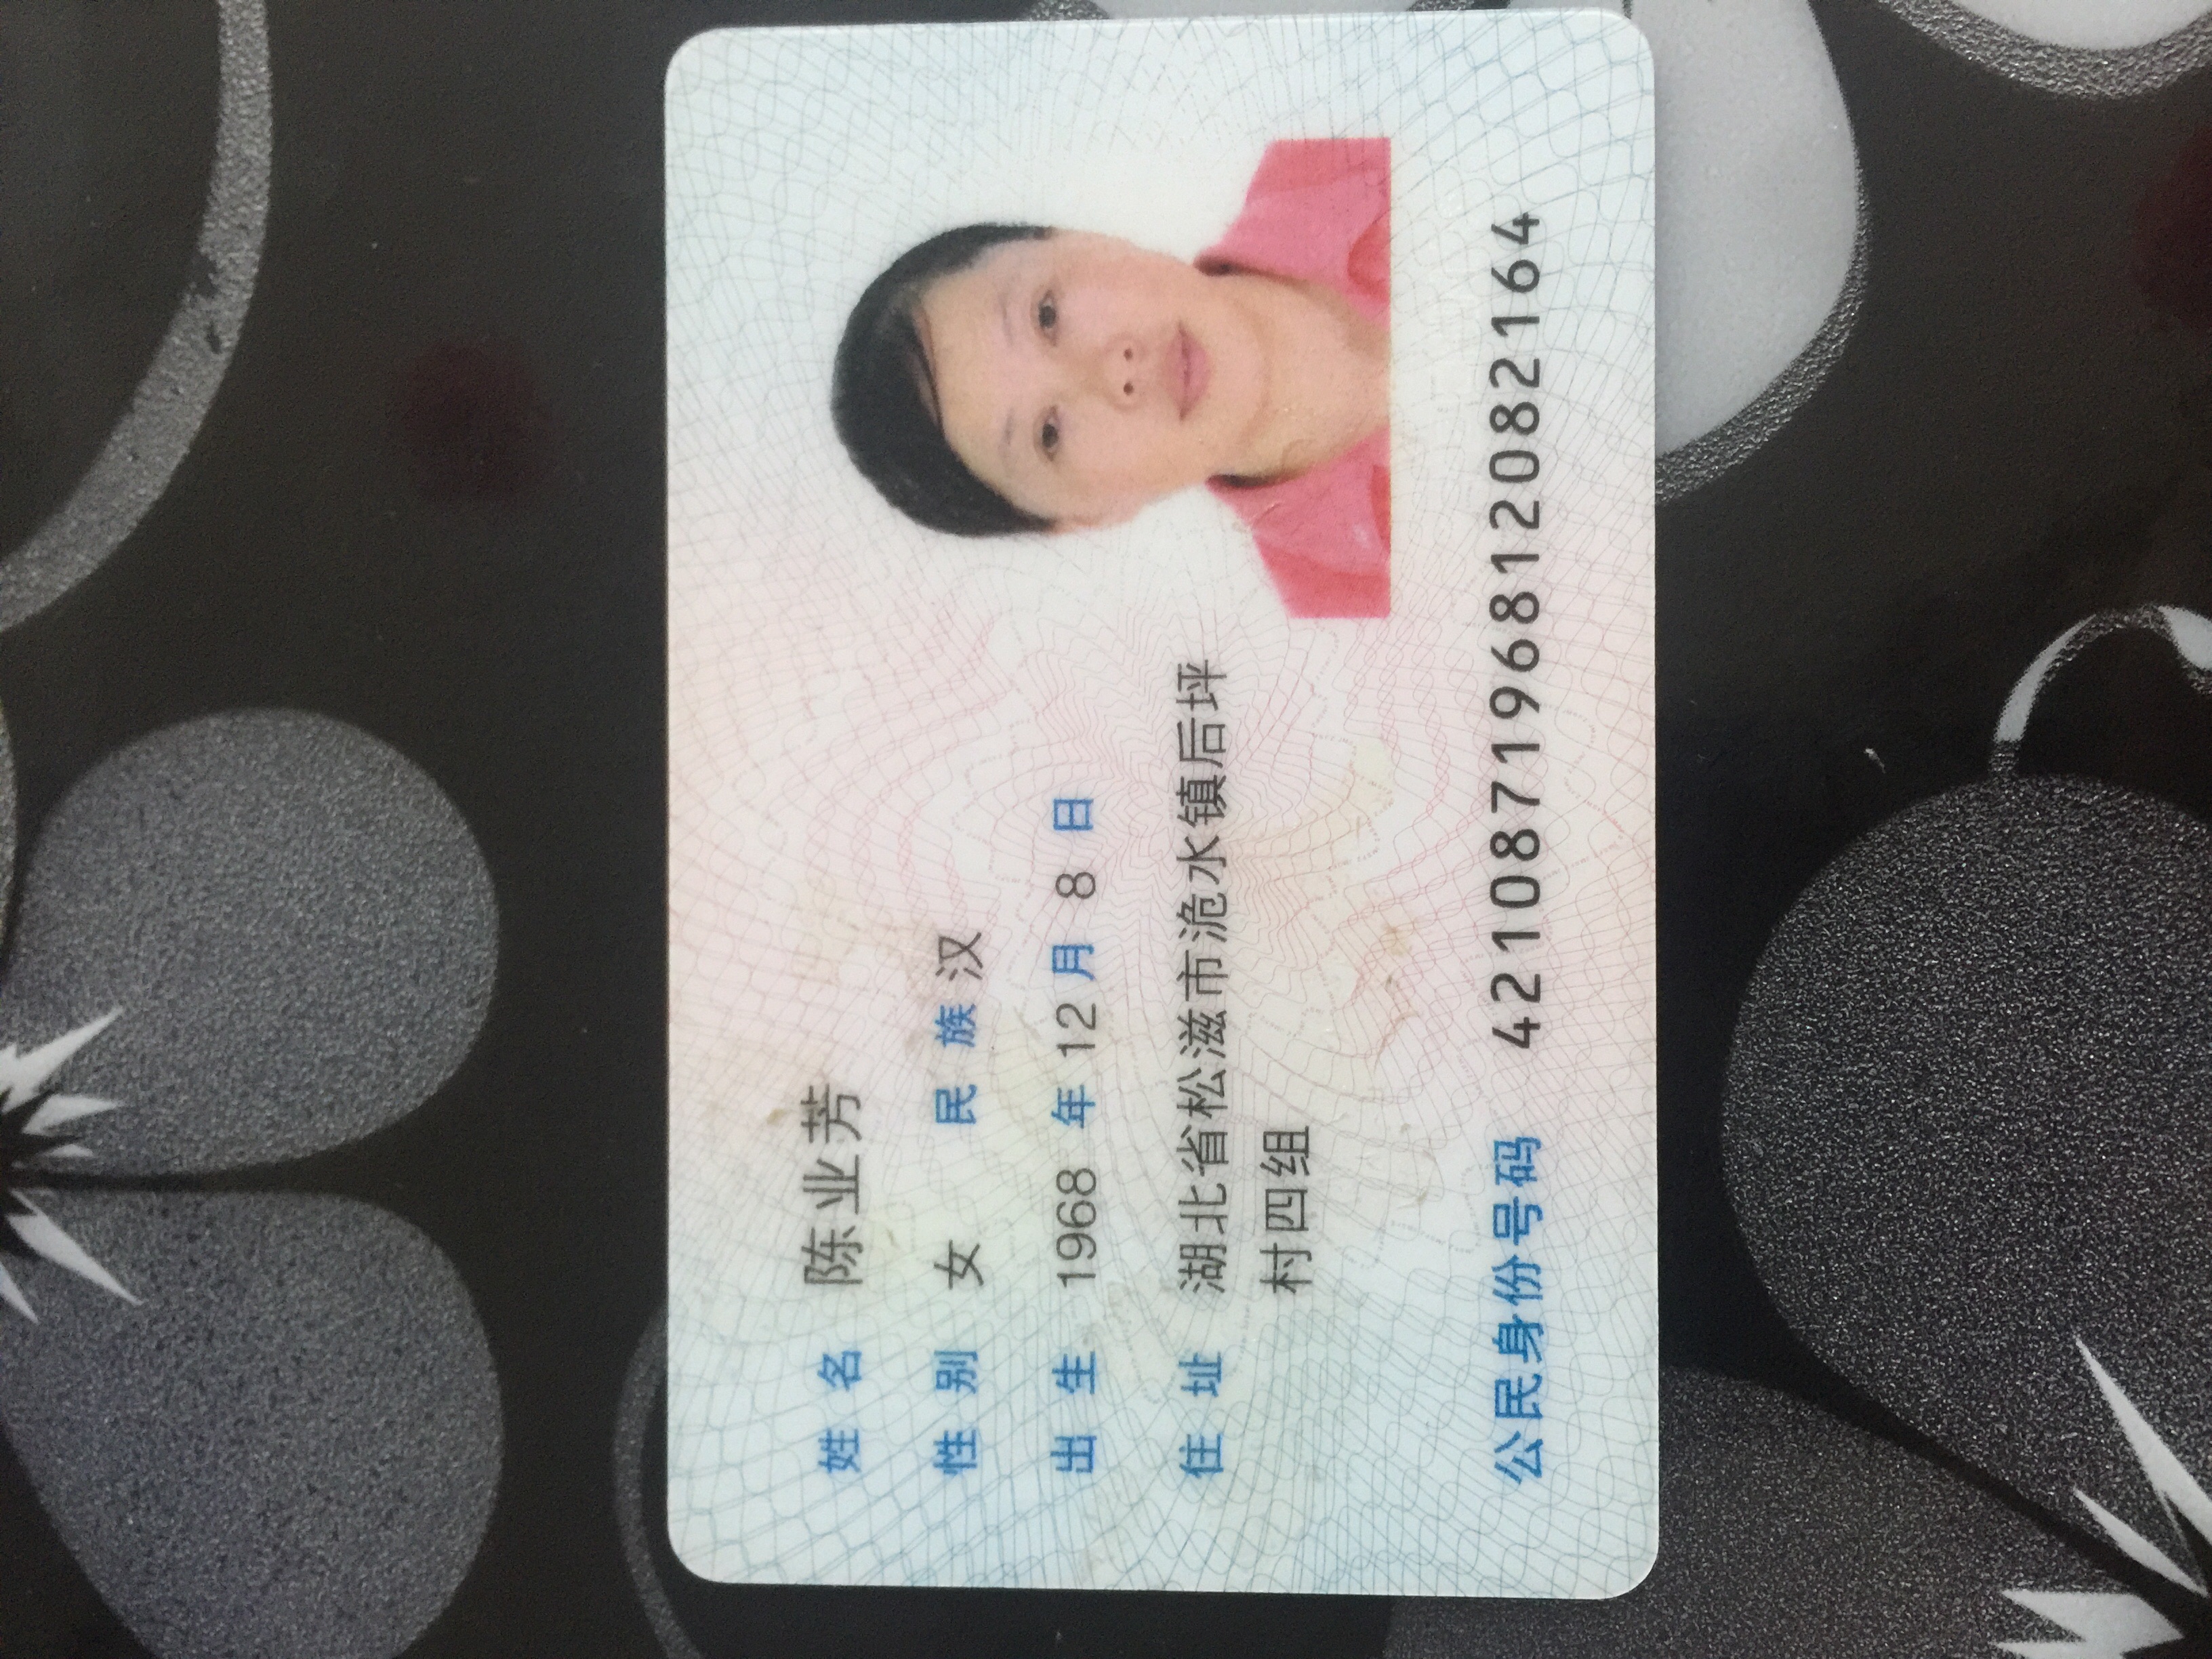 姓名 陈业芳
性别 女 民族 汉
出生 1968 年 12 月 8 日
住址 湖北省松滋市洈水镇后坪
村四组
公民身份号码 421087196812082164